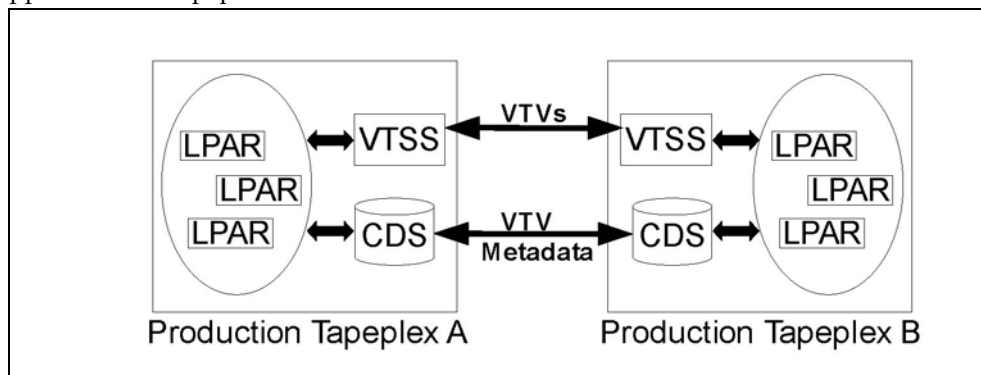 LPAR
LPAR
LPAR
VTSS
CDS
VTVs
VTV
Metadata
VTSS
CDS
LPAR
LPAR
LPAR
Production Tapeplex A
Production Tapeplex B